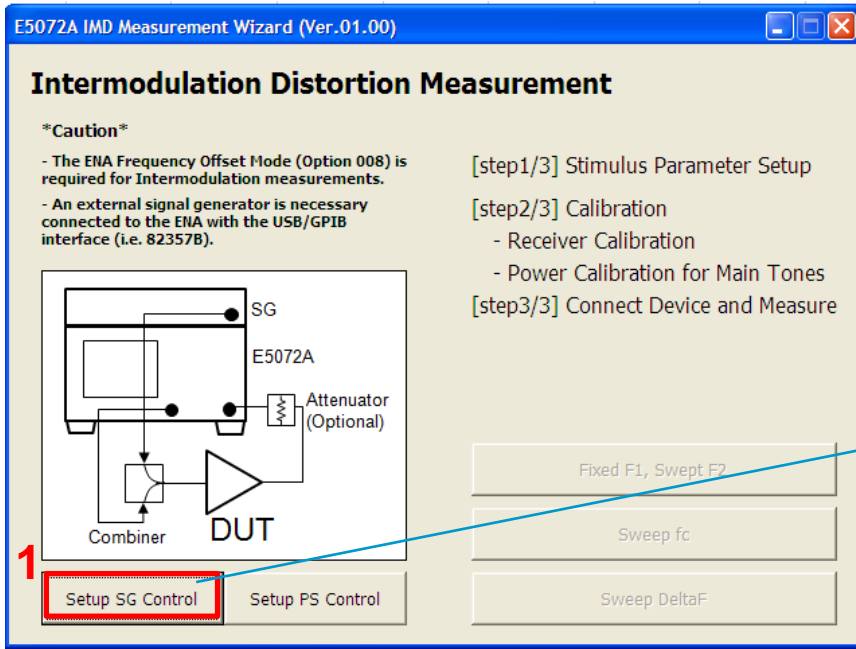 E5072A IMD Measurement Wizard (Ver.01.00)
Intermodulation Distortion Measurement
*Caution*
- The ENA Frequency Offset Mode (Option 008) is
required for Intermodulation measurements.
- An external signal generator is necessary
connected to the ENA with the USB/GPIB
interface (i.e. 82357B).
SG
E5072A
Attenuator
(Optional)
Combiner
DUT
1
Setup SG Control
Setup PS Control
[step1/3] Stimulus Parameter Setup
[step2/3] Calibration
- Receiver Calibration
- Power Calibration for Main Tones
[step3/3] Connect Device and Measure
Fixed F1, Swept F2
Sweep fc
Sweep DeltaF